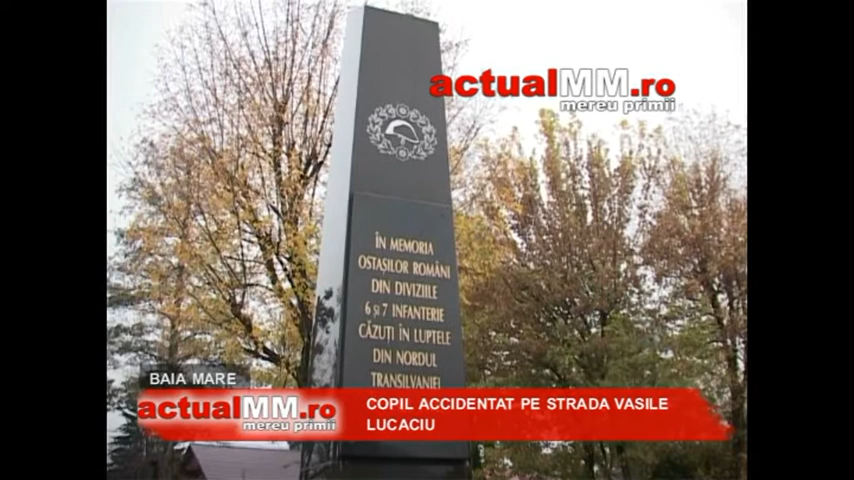 actualMM.ro
mereu primii
ÎN MEMORIA
OSTAȘILOR ROMÂNI
DIN DIVIZIILE
6 și 7 INFANTERIE
CĂZUȚI ÎN LUPTELE
DIN NORDUL
TRANSILVANIEI
BAIA MARE
actualMM.ro
mereu primii
COPIL ACCIDENTAT PE STRADA VASILE
LUCACIU